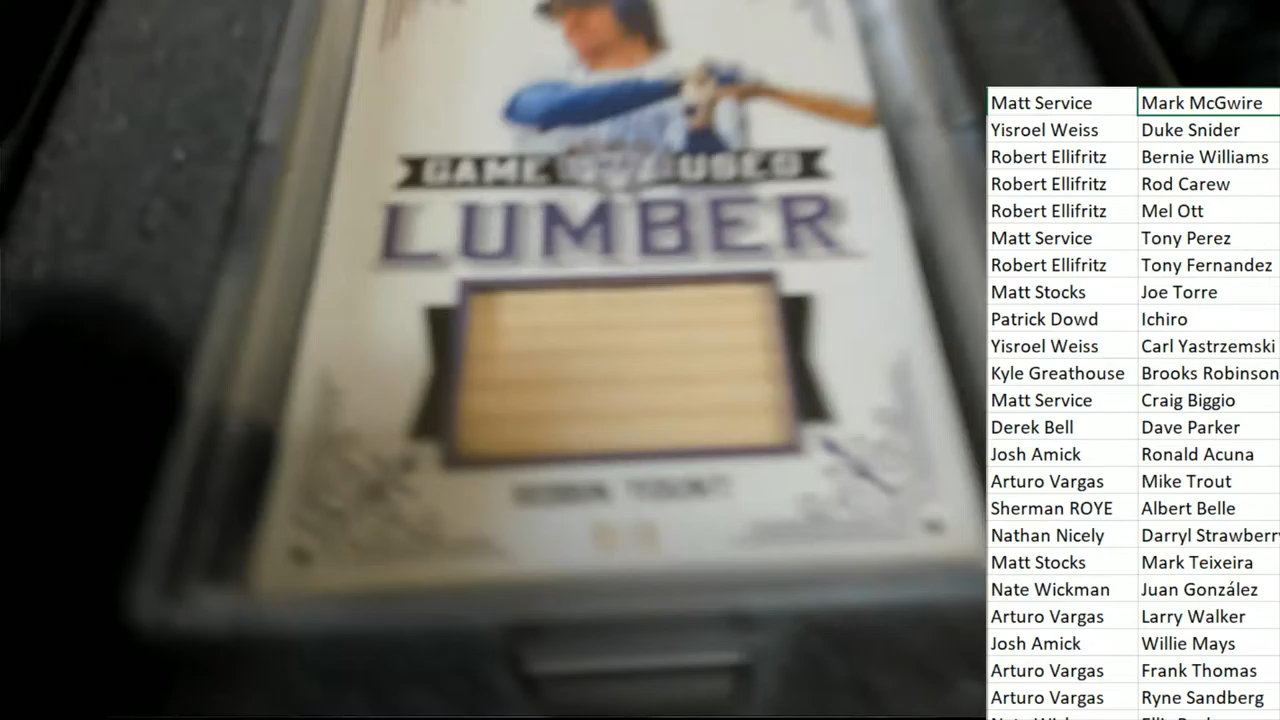 GAME USED
LUMBER
ROBIN YOUNT
Matt Service Mark McGwire
Yisroel Weiss Duke Snider
Robert Ellifritz Bernie Williams
Robert Ellifritz Rod Carew
Robert Ellifritz Mel Ott
Matt Service Tony Perez
Robert Ellifritz Tony Fernandez
Matt Stocks Joe Torre
Patrick Dowd Ichiro
Yisroel Weiss Carl Yastrzemski
Kyle Greathouse Brooks Robinson
Matt Service Craig Biggio
Derek Bell Dave Parker
Josh Amick Ronald Acuna
Arturo Vargas Mike Trout
Sherman ROYE Albert Belle
Nathan Nicely Darryl Strawberr
Matt Stocks Mark Teixeira
Nate Wickman Juan González
Arturo Vargas Larry Walker
Josh Amick Willie Mays
Arturo Vargas Frank Thomas
Arturo Vargas Ryne Sandberg